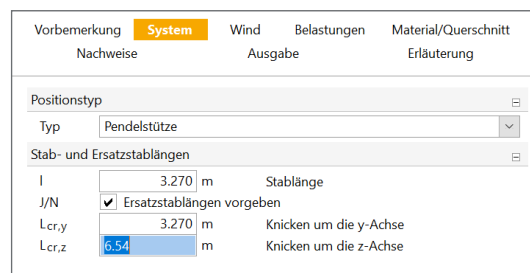 Vorbemerkung System Wind Belastungen Material/Querschnitt
Nachweise Ausgabe Erläuterung
Positionstyp
Typ Pendelstütze
Stab- und Ersatzstablängen
l 3.270 m Stablänge
J/N Ersatzstablängen vorgeben
Lcr,y 3.270 m Knicken um die y-Achse
Lcr,z 6.54 m Knicken um die z-Achse